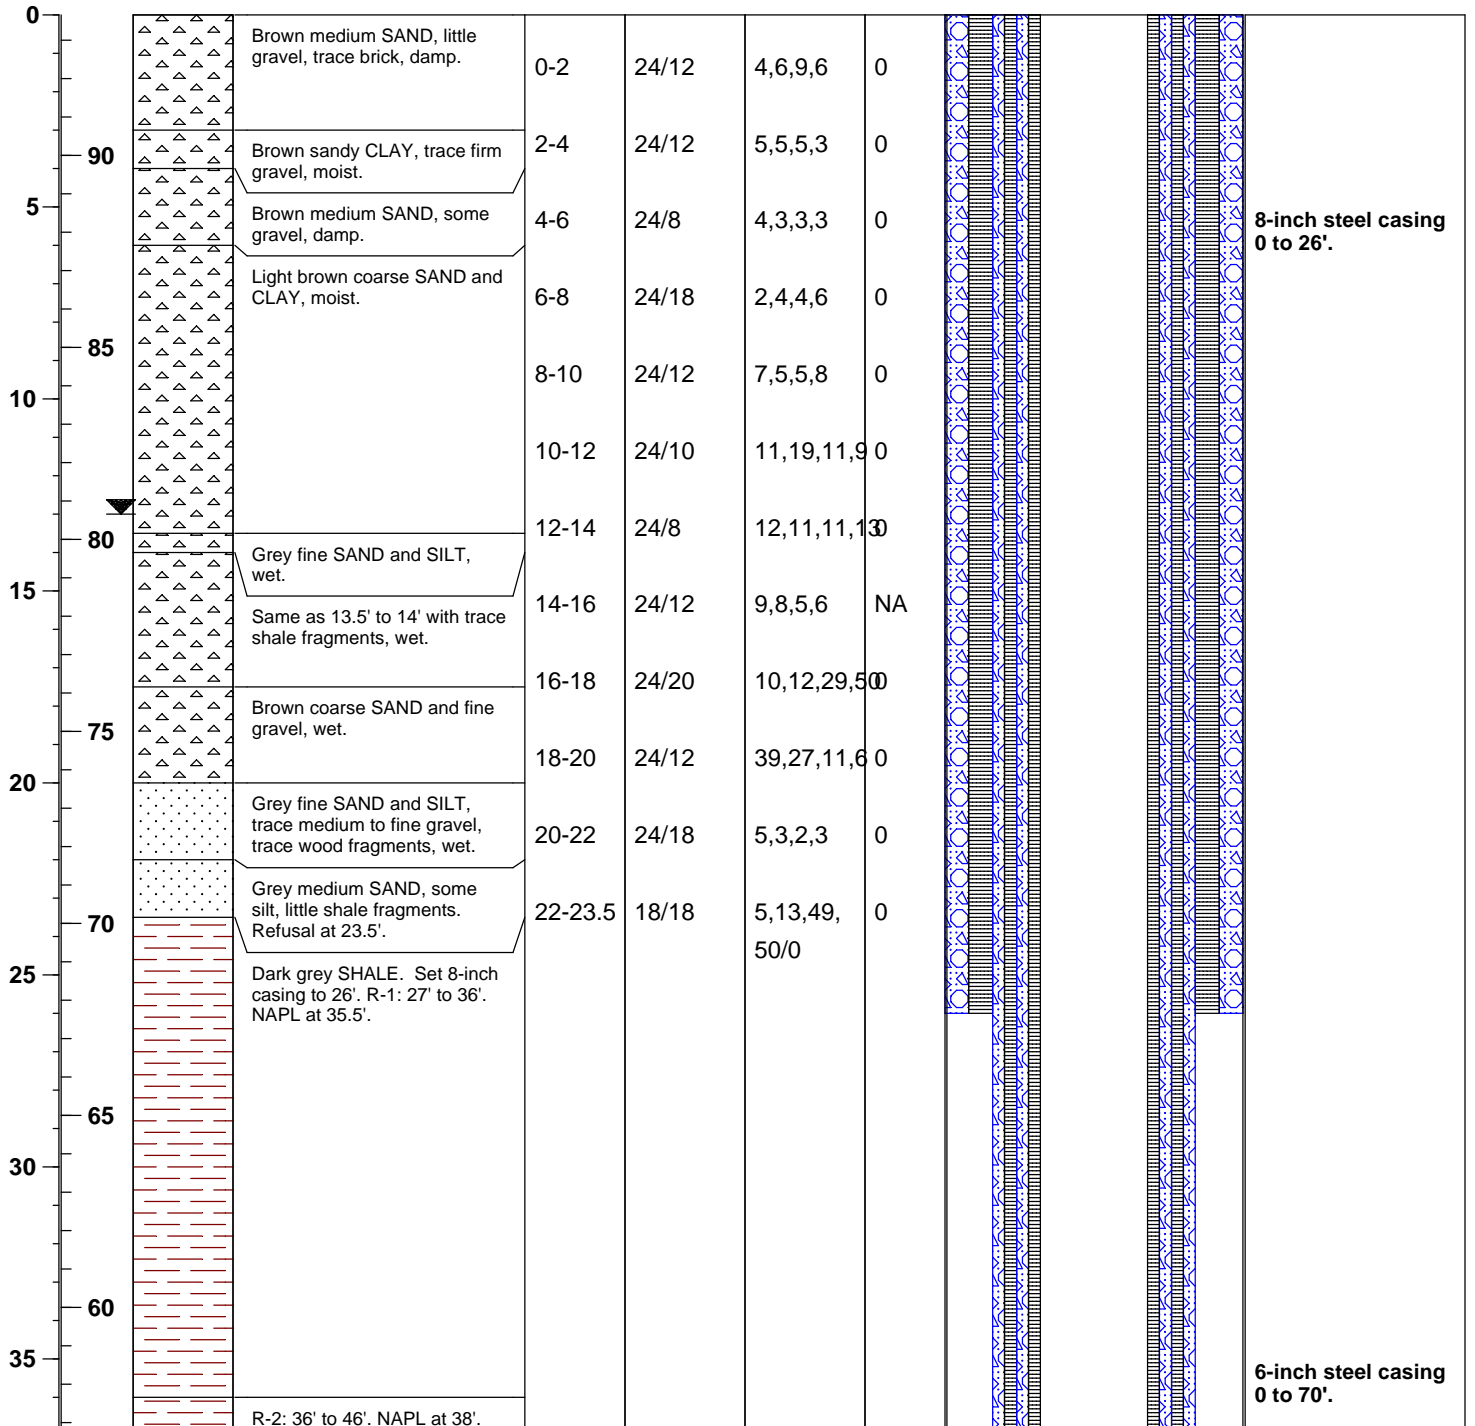 0
Brown medium SAND, little
gravel, trace brick, damp.
0-2 24/12 4,6,9,6 0
90
Brown sandy CLAY, trace firm
gravel, moist.
2-4 24/12 5,5,5,3 0
5
Brown medium SAND, some
gravel, damp.
4-6 24/8 4,3,3,3 0
8-inch steel casing
0 to 26'.
Light brown coarse SAND and
CLAY, moist.
6-8 24/18 2,4,4,6 0
85
8-10 24/12 7,5,5,8 0
10
10-12 24/10 11,19,11,9 0
12-14 24/8 12,11,11,13 0
80
Grey fine SAND and SILT,
wet.
15
14-16 24/12 9,8,5,6 NA
Same as 13.5' to 14' with trace
shale fragments, wet.
16-18 24/20 10,12,29,50 0
Brown coarse SAND and fine
gravel, wet.
75
18-20 24/12 39,27,11,6 0
20
Grey fine SAND and SILT,
trace medium to fine gravel,
trace wood fragments, wet.
20-22 24/18 5,3,2,3 0
Grey medium SAND, some
silt, little shale fragments.
Refusal at 23.5'.
22-23.5 18/18 5,13,49,
50/0
0
70
25
Dark grey SHALE. Set 8-inch
casing to 26'. R-1: 27' to 36'.
NAPL at 35.5'.
65
30
60
35
6-inch steel casing
0 to 70'.
R-2: 36' to 46'. NAPL at 38'.